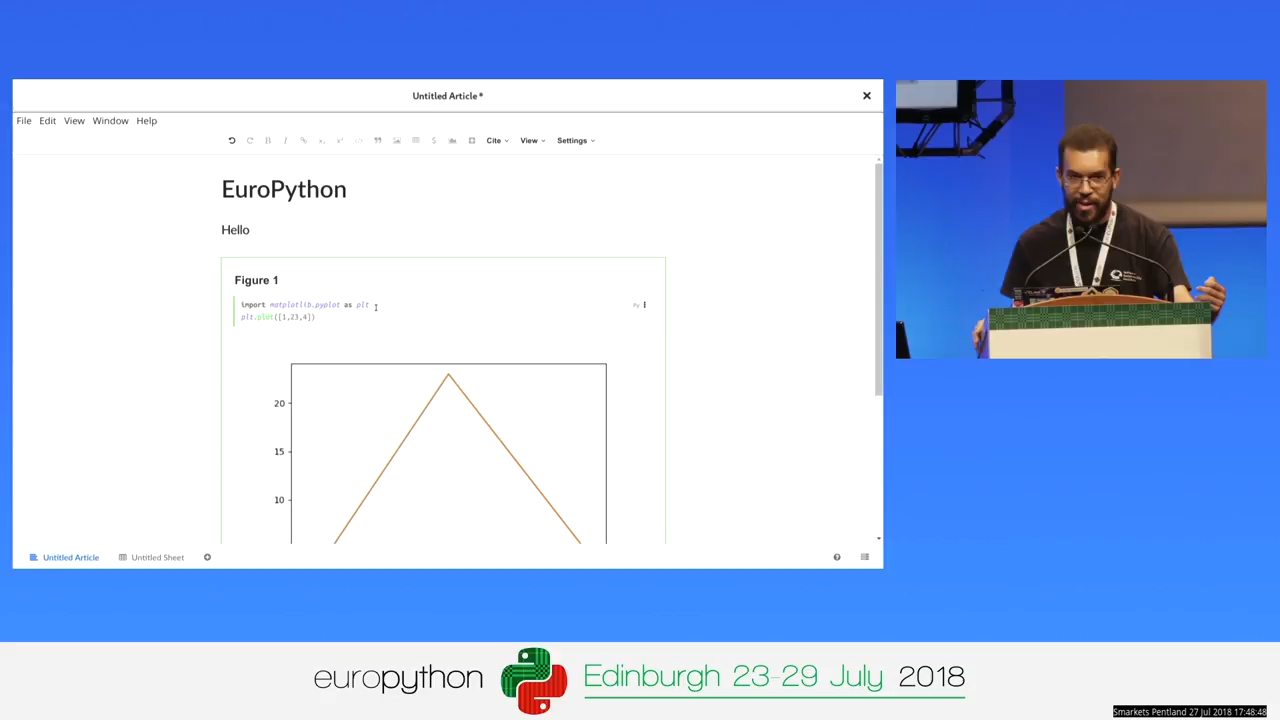 Untitled Article *
File Edit View Window Help
Cite View Settings
EuroPython
Hello
Figure 1
import matplotlib.pyplot as plt
Py
plt.plot([1,23,4])
20
15
10
Untitled Article Untitled Sheet
europython Edinburgh 23-29 July 2018
Smarkets Pentland 27 Jul 2018 17:48:48